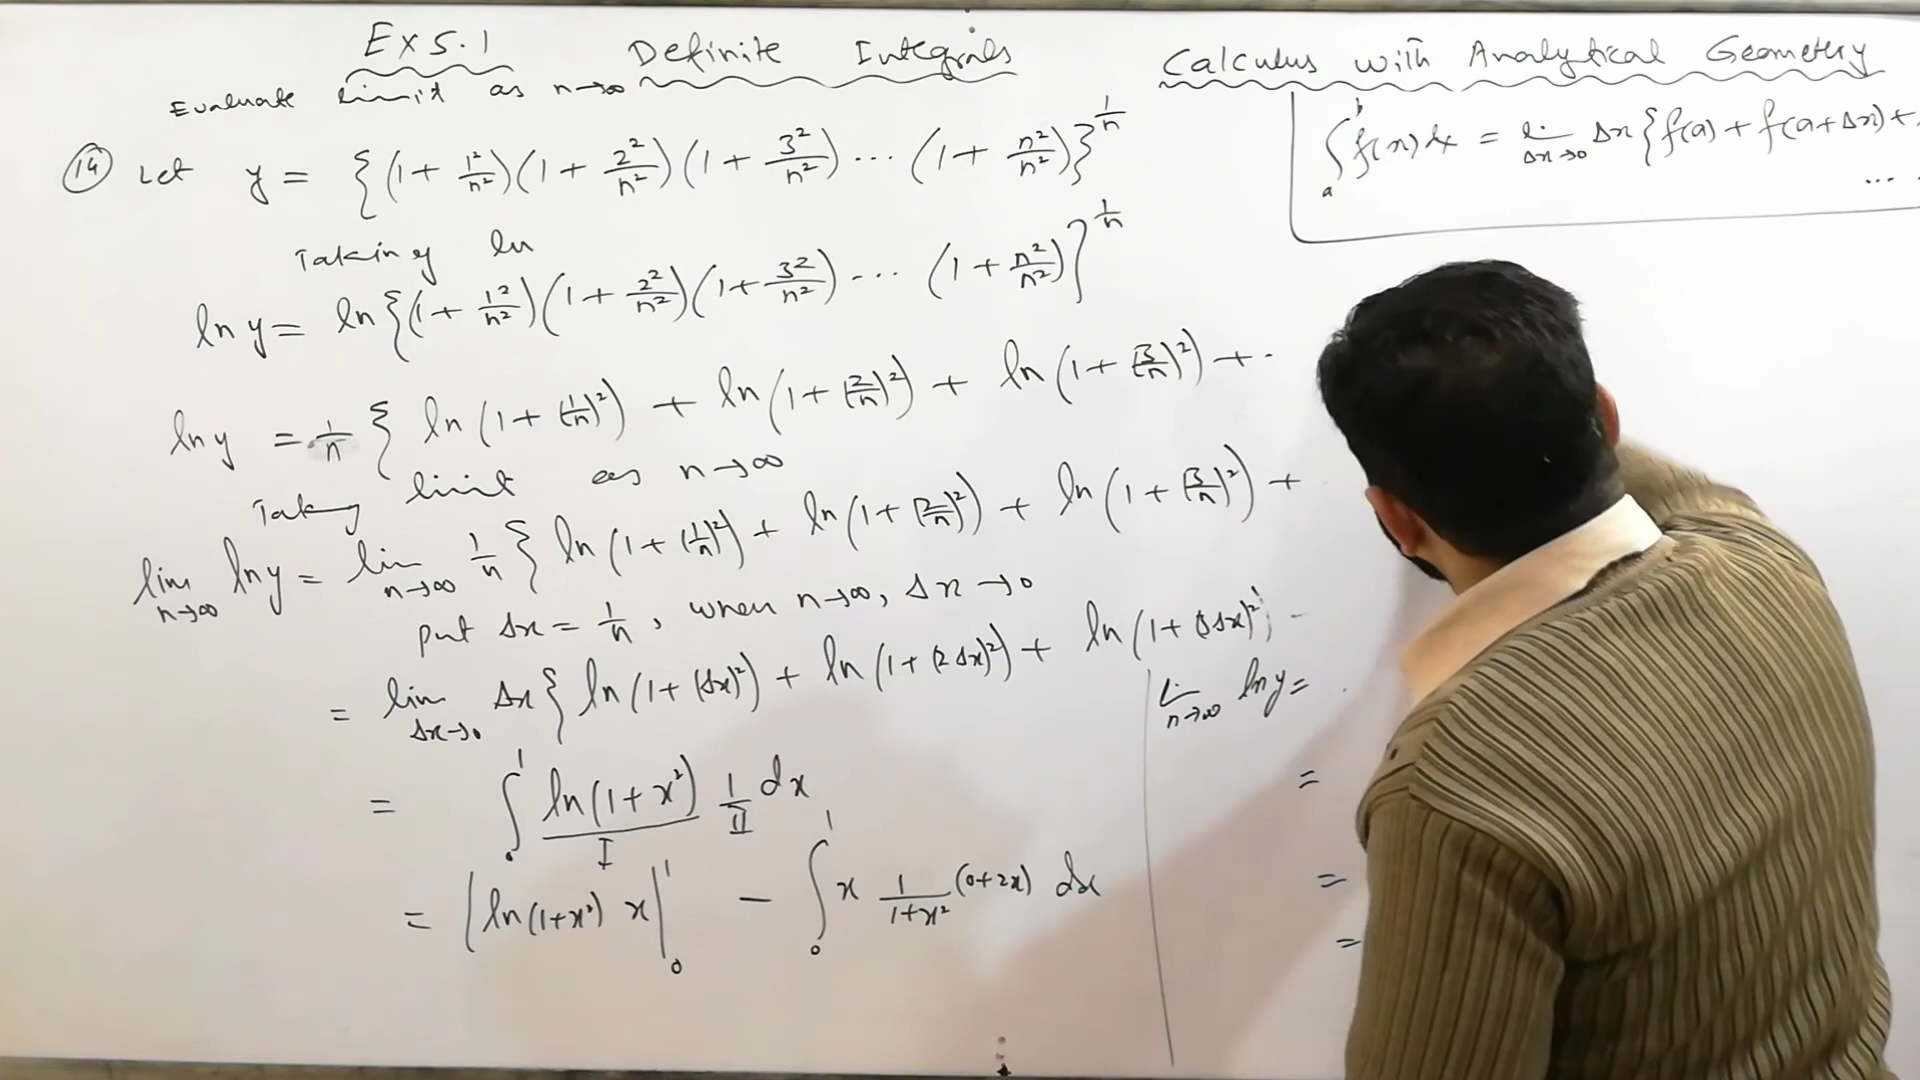 Ex 5.1 Definite Integrals Calculus with Analytical Geometry
Evaluate limit as n→∞
∫ₐᵇ f(x) dx = lim Δx→0 Δx { f(a) + f(a+Δx) +
...
(14) Let y = {(1 + 1²/n²)(1 + 2²/n²)(1 + 3²/n²) ... (1 + n²/n²)}^(1/n)
Taking ln
ln y = ln {(1 + 1²/n²)(1 + 2²/n²)(1 + 3²/n²) ... (1 + n²/n²)}^(1/n)
ln y = 1/n { ln(1 + (1/n)²) + ln(1 + (2/n)²) + ln(1 + (3/n)²) + ..
Taking limit as n→∞
lim n→∞ ln y = lim n→∞ 1/n { ln(1 + (1/n)²) + ln(1 + (2/n)²) + ln(1 + (3/n)²) +
put Δx = 1/n, when n→∞, Δx→0
= lim Δx→0 Δx { ln(1 + (Δx)²) + ln(1 + (2Δx)²) + ln(1 + (3Δx)²)
= ∫₀¹ ln(1+x²) 1 dx
I II
= |ln(1+x²) x|₀¹ − ∫₀¹ x 1/(1+x²) (0+2x) dx
lim n→∞ ln y =
=
=
=